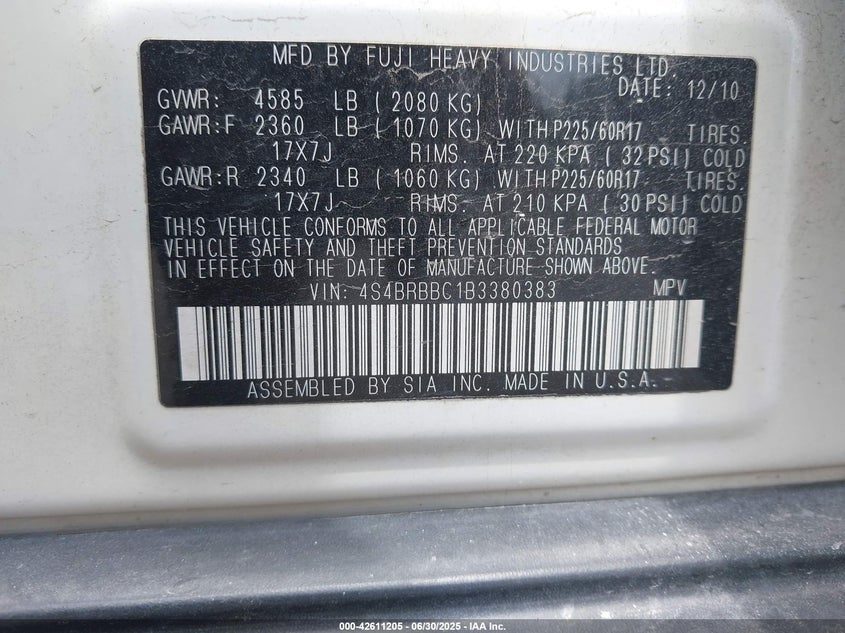 MFD BY FUJI HEAVY INDUSTRIES LTD.
DATE: 12/10
GVWR: 4585 LB ( 2080 KG)
GAWR:F 2360 LB ( 1070 KG) WITH P225/60R17 TIRES.
17X7J RIMS. AT 220 KPA ( 32 PSI) COLD
GAWR:R 2340 LB ( 1060 KG) WITH P225/60R17 TIRES.
17X7J RIMS. AT 210 KPA ( 30 PSI) COLD
THIS VEHICLE CONFORMS TO ALL APPLICABLE FEDERAL MOTOR
VEHICLE SAFETY AND THEFT PREVENTION STANDARDS
IN EFFECT ON THE DATE OF MANUFACTURE SHOWN ABOVE.
VIN: 4S4BRBBC1B3380383 MPV
ASSEMBLED BY SIA INC. MADE IN U.S.A.
000-42611205 - 06/30/2025 - IAA Inc.